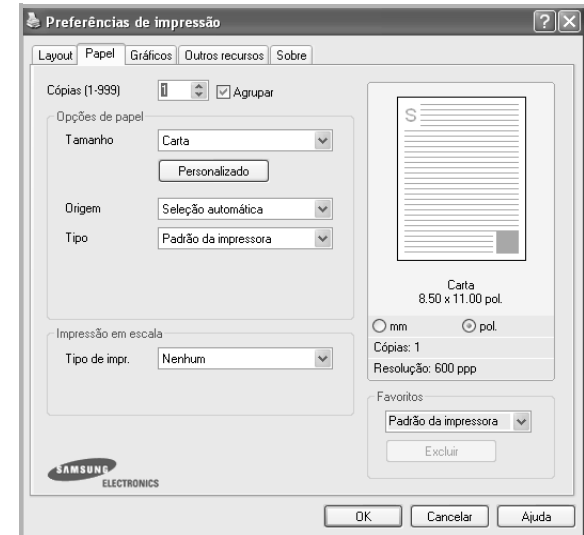 Preferências de impressão
Layout Papel Gráficos Outros recursos Sobre
Cópias (1-999) 1 Agrupar
Opções de papel
Tamanho Carta
Personalizado
Origem Seleção automática
Tipo Padrão da impressora
Impressão em escala
Tipo de impr. Nenhum
S
Carta
8.50 x 11.00 pol.
mm pol.
Cópias: 1
Resolução: 600 ppp
Favoritos
Padrão da impressora
Excluir
SAMSUNG
ELECTRONICS
OK Cancelar Ajuda